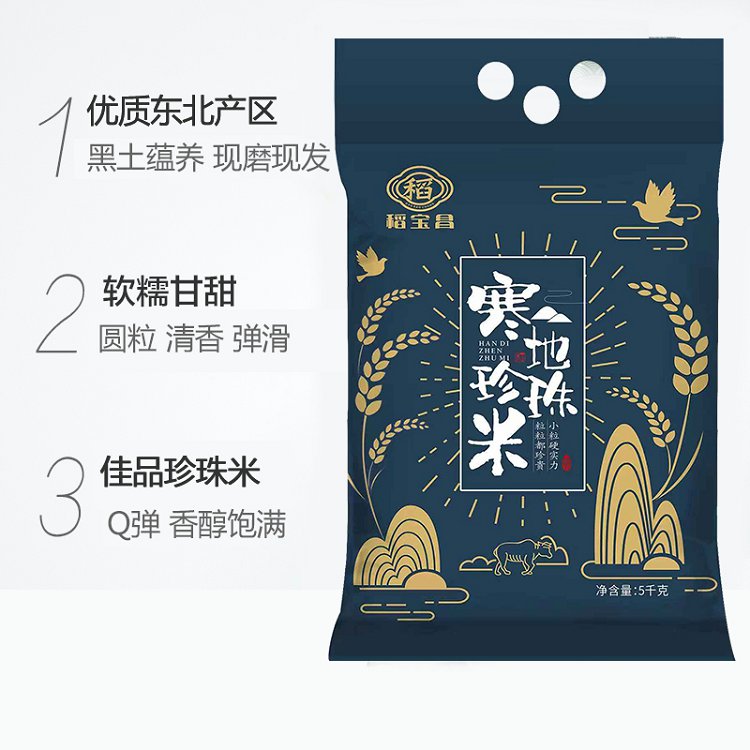 1
优质东北产区
黑土蕴养 现磨现发
2
软糯甘甜
圆粒 清香 弹滑
3
佳品珍珠米
Q弹 香醇饱满
稻
稻宝昌
寒地珍珠米
HAN DI
ZHEN
ZHU MI
小粒硬实力
粒粒都珍贵
净含量:5千克